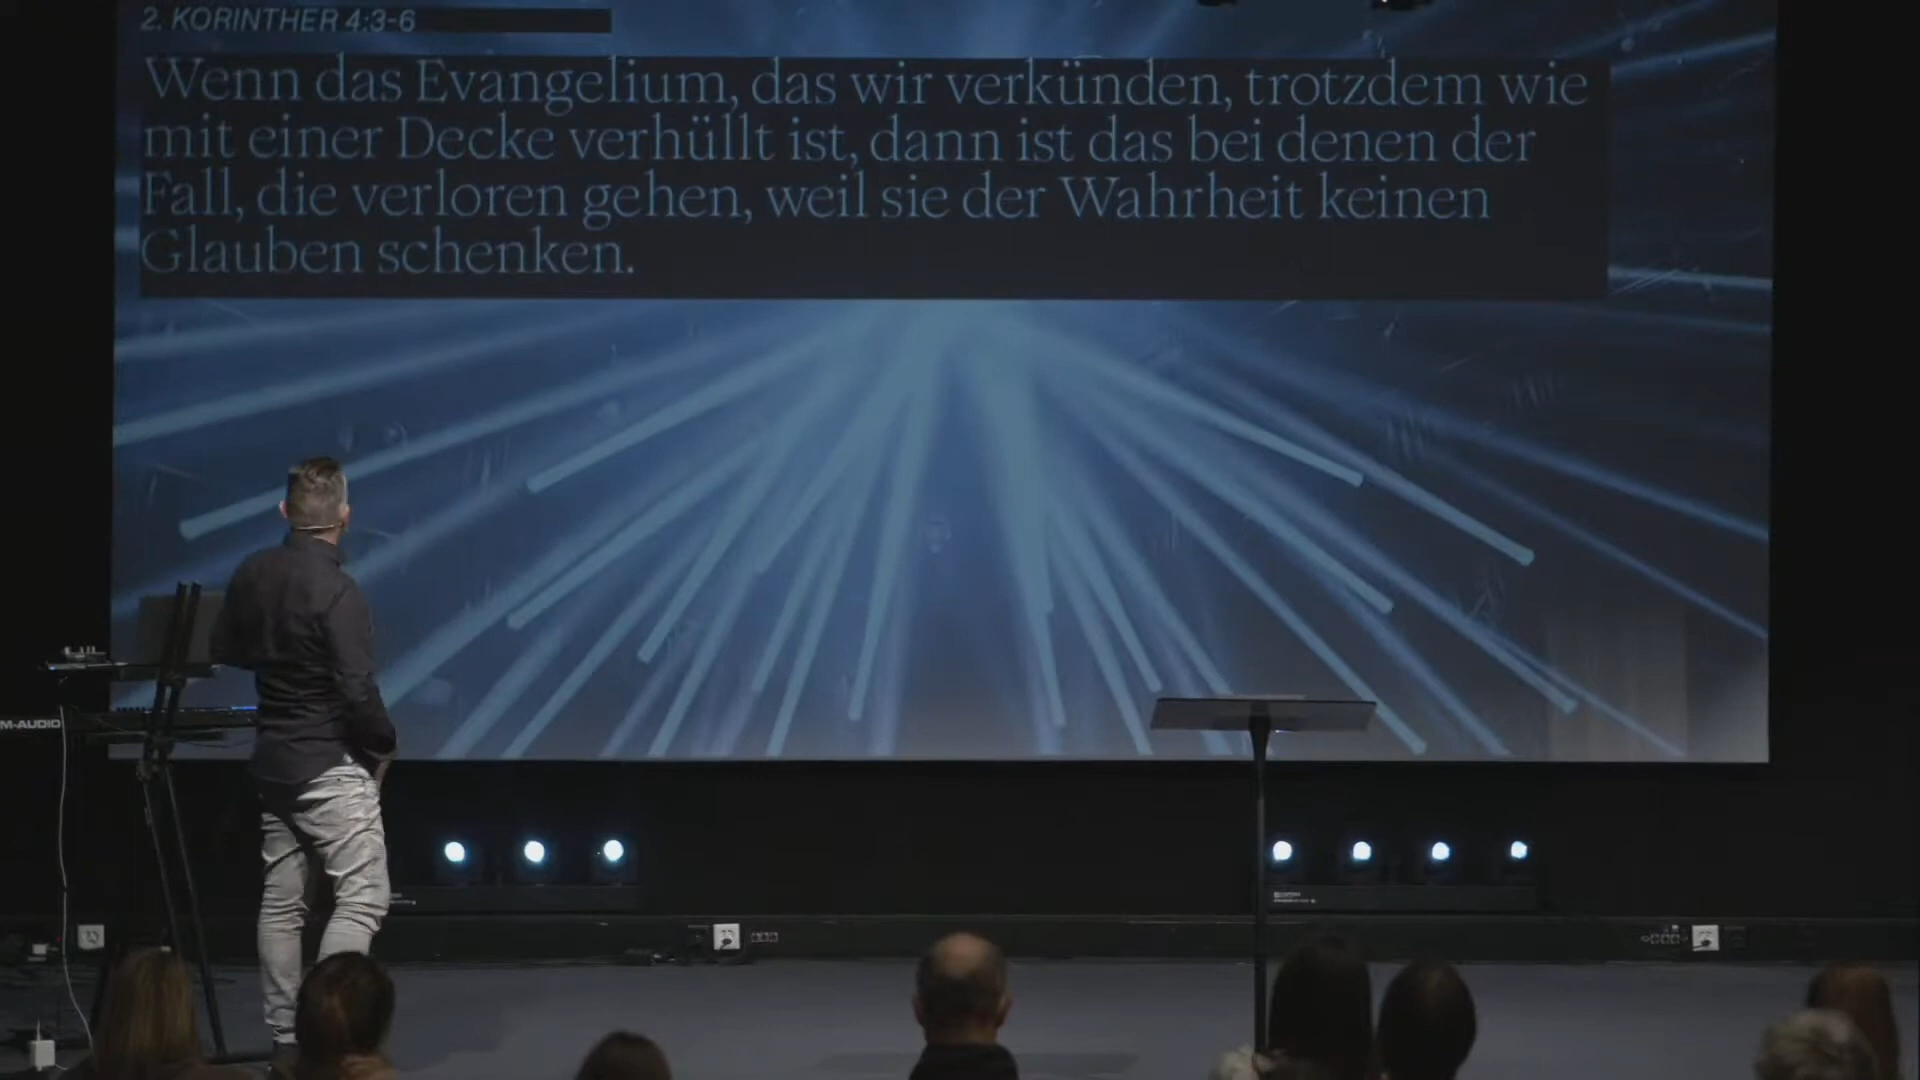 2. KORINTHER 4:3-6
Wenn das Evangelium, das wir verkünden, trotzdem wie
mit einer Decke verhüllt ist, dann ist das bei denen der
Fall, die verloren gehen, weil sie der Wahrheit keinen
Glauben schenken.
M-AUDIO